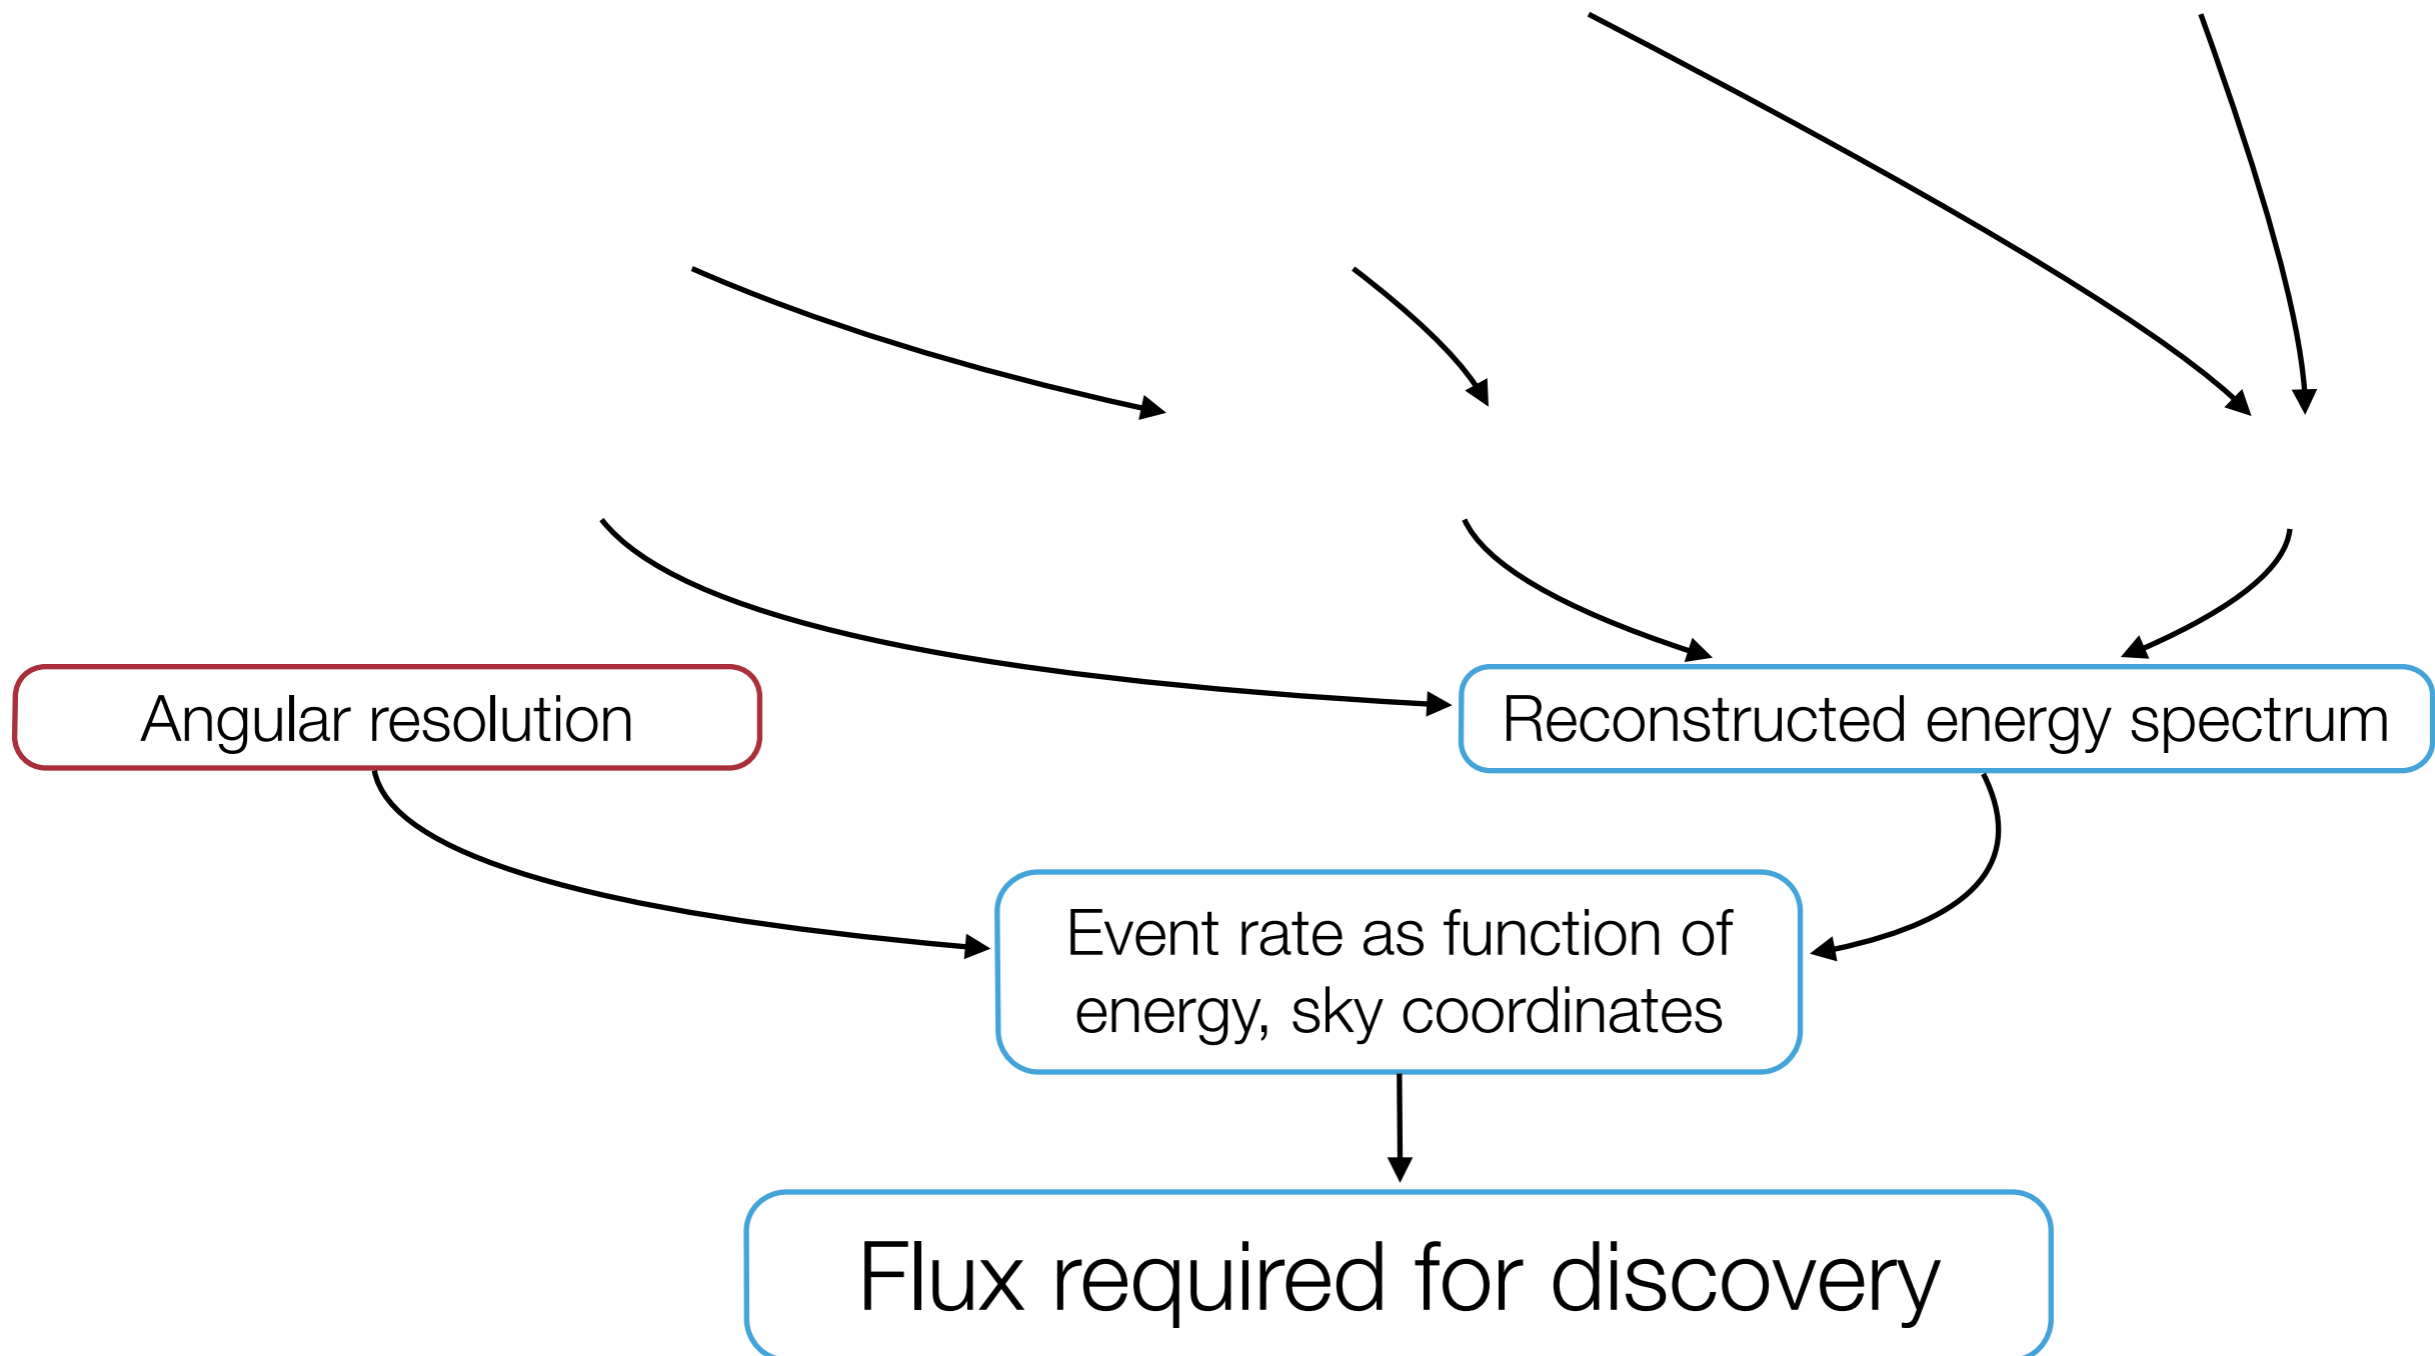 Angular resolution
Reconstructed energy spectrum
Event rate as function of
energy, sky coordinates
Flux required for discovery